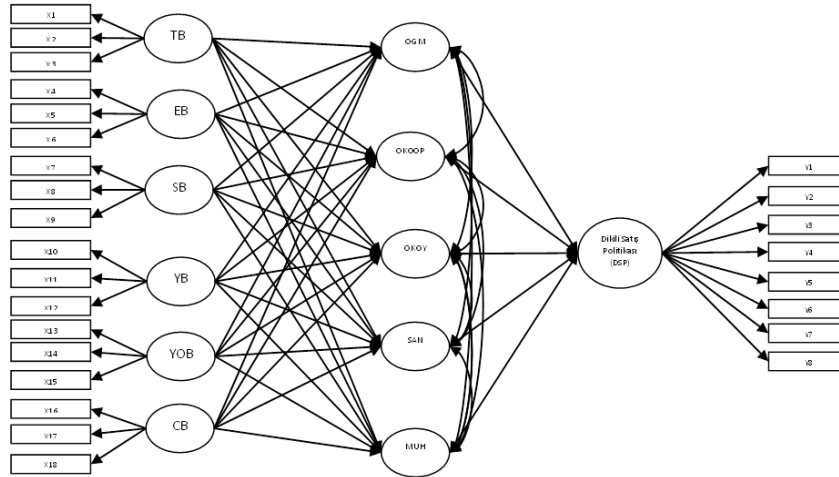 X1
X2
X3
X4
X5
X6
X7
X8
X9
X10
X11
X12
X13
X14
X15
X16
X17
X18
TB
EB
SB
YB
YOB
CB
OGM
OKOOP
OKOY
SAN
MUH
Dikili Satış
Politikası
(DSP)
Y1
Y2
Y3
Y4
Y5
Y6
Y7
Y8